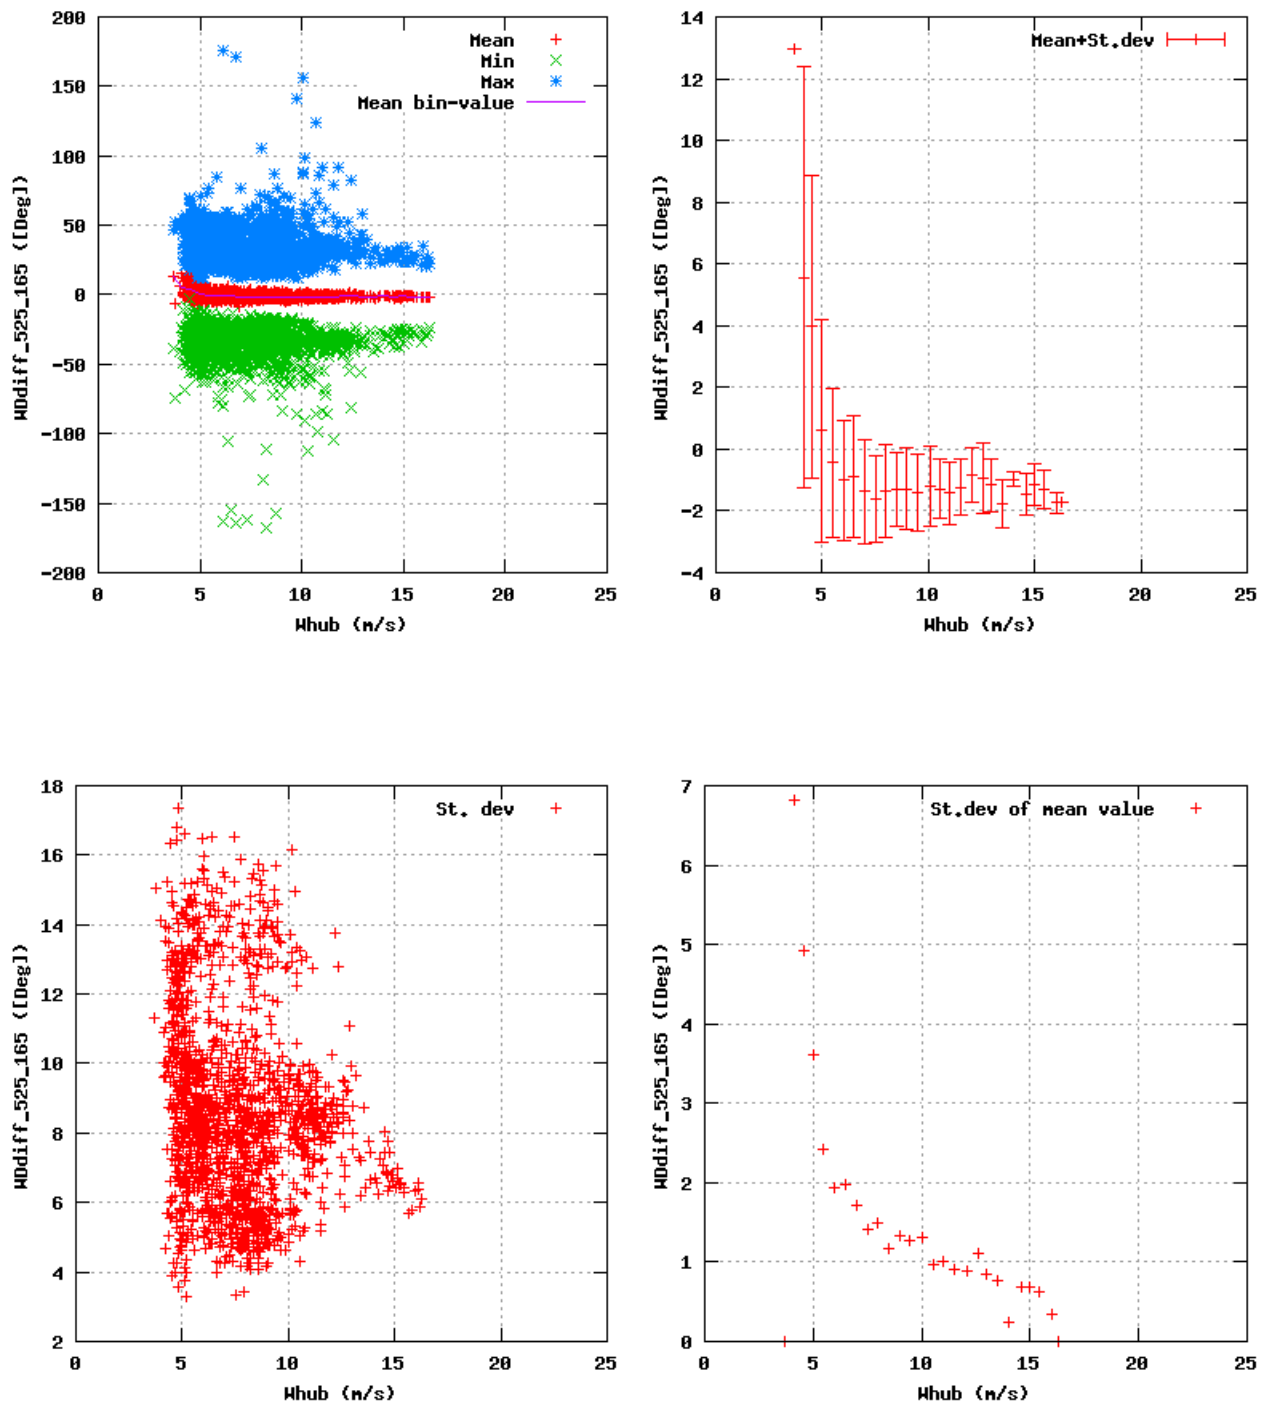 200
150
100
50
0
-50
-100
-150
-200
WDdiff_525_165 ([Deg])
Mean
Min
Max
Mean bin-value
0 5 10 15 20 25
Whub (m/s)
14
12
10
8
6
4
2
0
-2
-4
WDdiff_525_165 ([Deg])
Mean+St.dev
0 5 10 15 20 25
Whub (m/s)
18
16
14
12
10
8
6
4
2
WDdiff_525_165 ([Deg])
St. dev
0 5 10 15 20 25
Whub (m/s)
7
6
5
4
3
2
1
0
WDdiff_525_165 ([Deg])
St.dev of mean value
0 5 10 15 20 25
Whub (m/s)